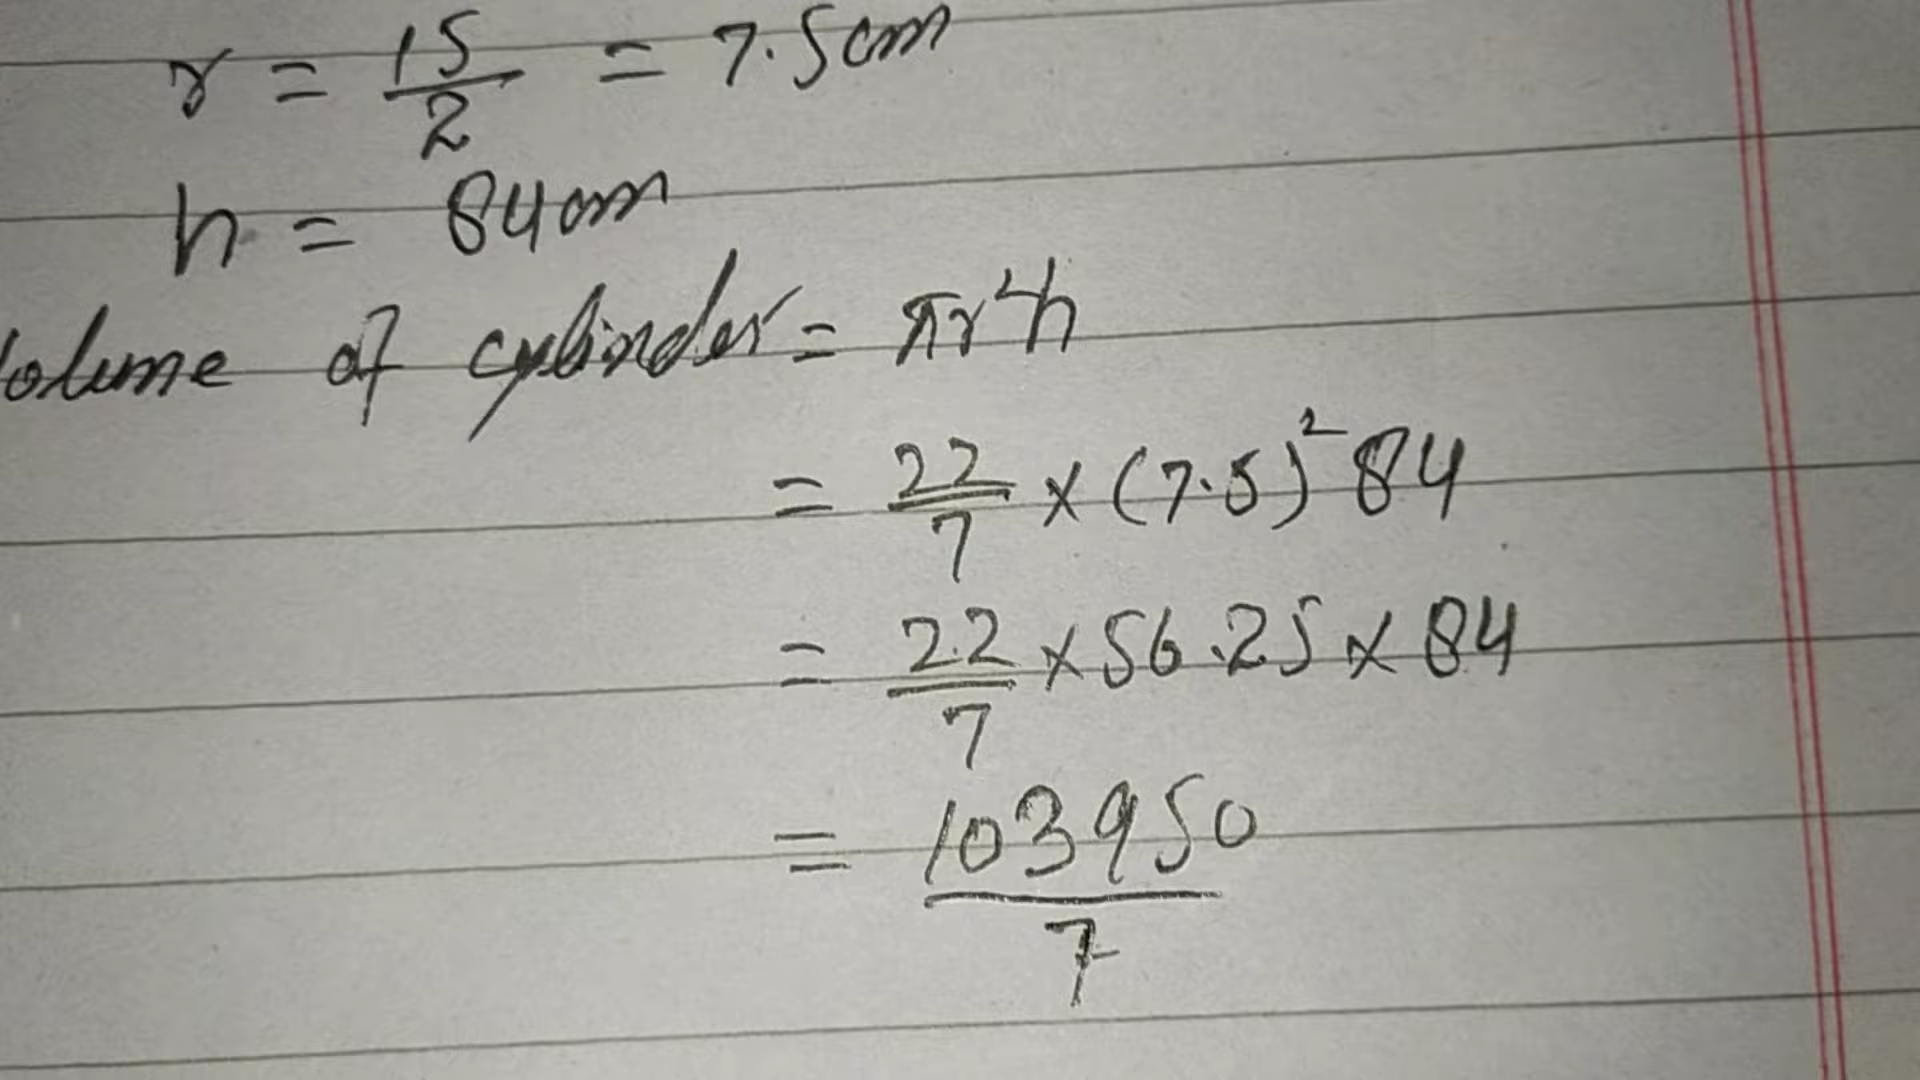 r = 15/2 = 7.5cm
h = 84cm
Volume of cylinder = πr²h
= 22/7 × (7.5)² 84
= 22/7 × 56.25 × 84
= 103950/7